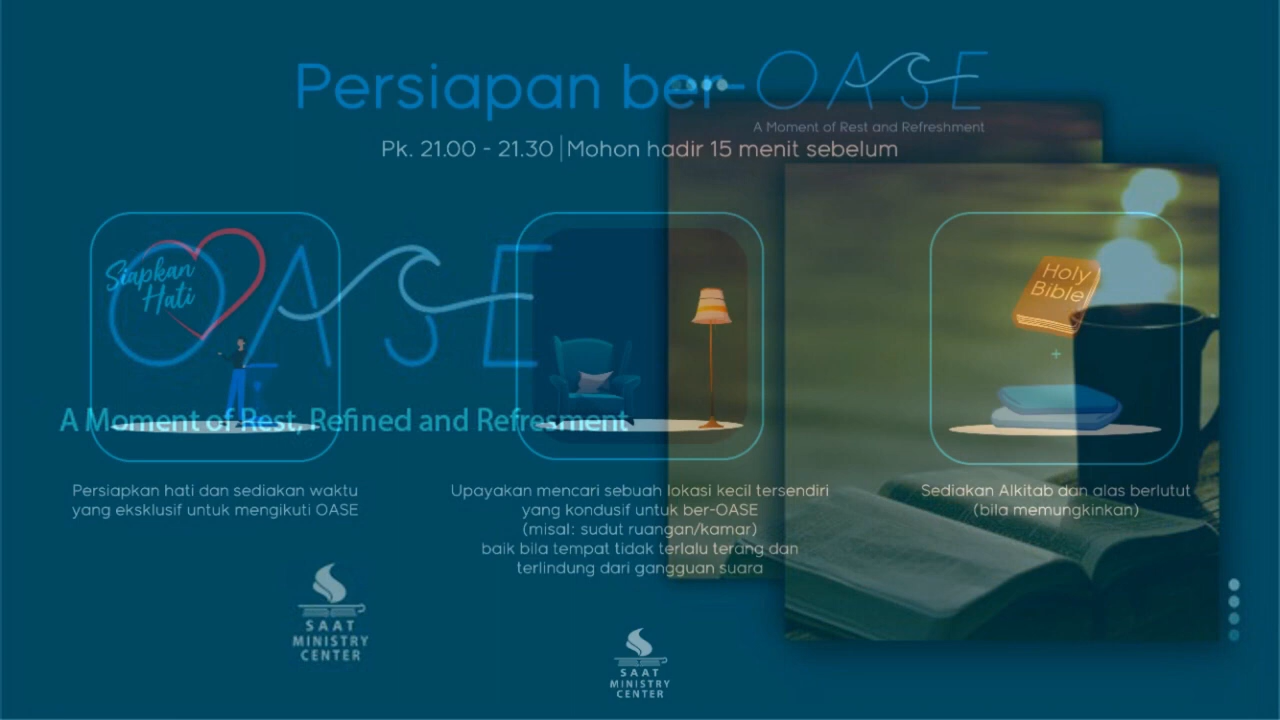 Persiapan ber-OASE
A Moment of Rest and Refreshment
Pk. 21.00 - 21.30 | Mohon hadir 15 menit sebelum
Siapkan
Hati
OASE
A Moment of Rest, Refined and Refresment
Holy
Bible
+
Persiapkan hati dan sediakan waktu
yang eksklusif untuk mengikuti OASE
Upayakan mencari sebuah lokasi kecil tersendiri
yang kondusif untuk ber-OASE
(misal: sudut ruangan/kamar)
baik bila tempat tidak terlalu terang dan
terlindung dari gangguan suara
Sediakan Alkitab dan alas berlutut
(bila memungkinkan)
SAAT
MINISTRY
CENTER
SAAT
MINISTRY
CENTER